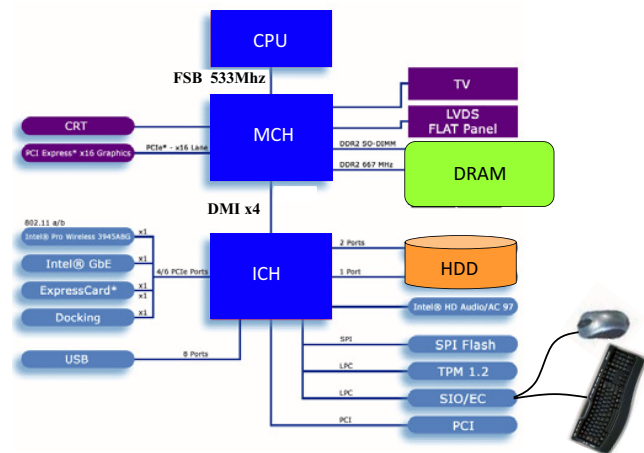 CPU
FSB 533Mhz
TV
CRT
MCH
LVDS
FLAT Panel
PCI Express* x16 Graphics
PCIe* - x16 Lane
DDR2 SO-DIMM
DDR2 667 MHz
DRAM
DMI x4
802.11 a/b
Intel® Pro Wireless 3945ABG
x1
Intel® GbE
x1
ExpressCard*
x1
x1
Docking
x1
4/6 PCIe Ports
ICH
2 Ports
1 Port
HDD
Intel® HD Audio/AC 97
USB
8 Ports
SPI
SPI Flash
LPC
TPM 1.2
LPC
SIO/EC
PCI
PCI